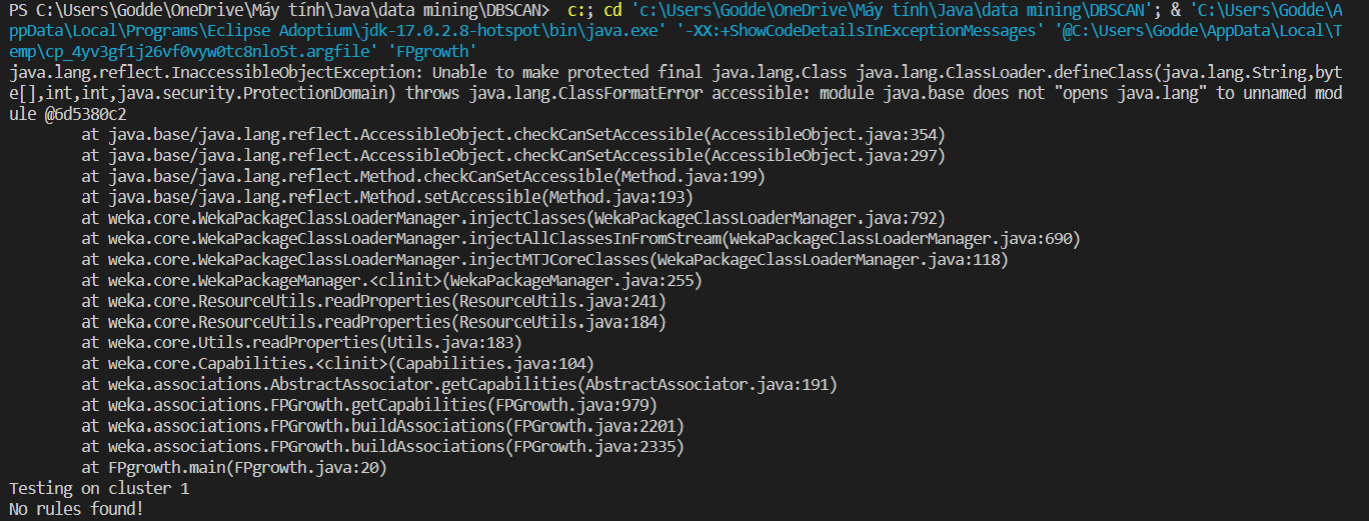 PS C:\Users\Godde\OneDrive\Máy tính\Java\data mining\DBSCAN>  c:; cd 'c:\Users\Godde\OneDrive\Máy tính\Java\data mining\DBSCAN'; & 'C:\Users\Godde\A
ppData\Local\Programs\Eclipse Adoptium\jdk-17.0.2.8-hotspot\bin\java.exe' '-XX:+ShowCodeDetailsInExceptionMessages' '@C:\Users\Godde\AppData\Local\T
emp\cp_4yv3gf1j26vf0vyw0tc8nlo5t.argfile' 'FPgrowth'
java.lang.reflect.InaccessibleObjectException: Unable to make protected final java.lang.Class java.lang.ClassLoader.defineClass(java.lang.String,byt
e[],int,int,java.security.ProtectionDomain) throws java.lang.ClassFormatError accessible: module java.base does not "opens java.lang" to unnamed mod
ule @6d5380c2
        at java.base/java.lang.reflect.AccessibleObject.checkCanSetAccessible(AccessibleObject.java:354)
        at java.base/java.lang.reflect.AccessibleObject.checkCanSetAccessible(AccessibleObject.java:297)
        at java.base/java.lang.reflect.Method.checkCanSetAccessible(Method.java:199)
        at java.base/java.lang.reflect.Method.setAccessible(Method.java:193)
        at weka.core.WekaPackageClassLoaderManager.injectClasses(WekaPackageClassLoaderManager.java:792)
        at weka.core.WekaPackageClassLoaderManager.injectAllClassesInFromStream(WekaPackageClassLoaderManager.java:690)
        at weka.core.WekaPackageClassLoaderManager.injectMTJCoreClasses(WekaPackageClassLoaderManager.java:118)
        at weka.core.WekaPackageManager.<clinit>(WekaPackageManager.java:255)
        at weka.core.ResourceUtils.readProperties(ResourceUtils.java:241)
        at weka.core.ResourceUtils.readProperties(ResourceUtils.java:184)
        at weka.core.Utils.readProperties(Utils.java:183)
        at weka.core.Capabilities.<clinit>(Capabilities.java:104)
        at weka.associations.AbstractAssociator.getCapabilities(AbstractAssociator.java:191)
        at weka.associations.FPGrowth.getCapabilities(FPGrowth.java:979)
        at weka.associations.FPGrowth.buildAssociations(FPGrowth.java:2201)
        at weka.associations.FPGrowth.buildAssociations(FPGrowth.java:2335)
        at FPgrowth.main(FPgrowth.java:20)
Testing on cluster 1
No rules found!